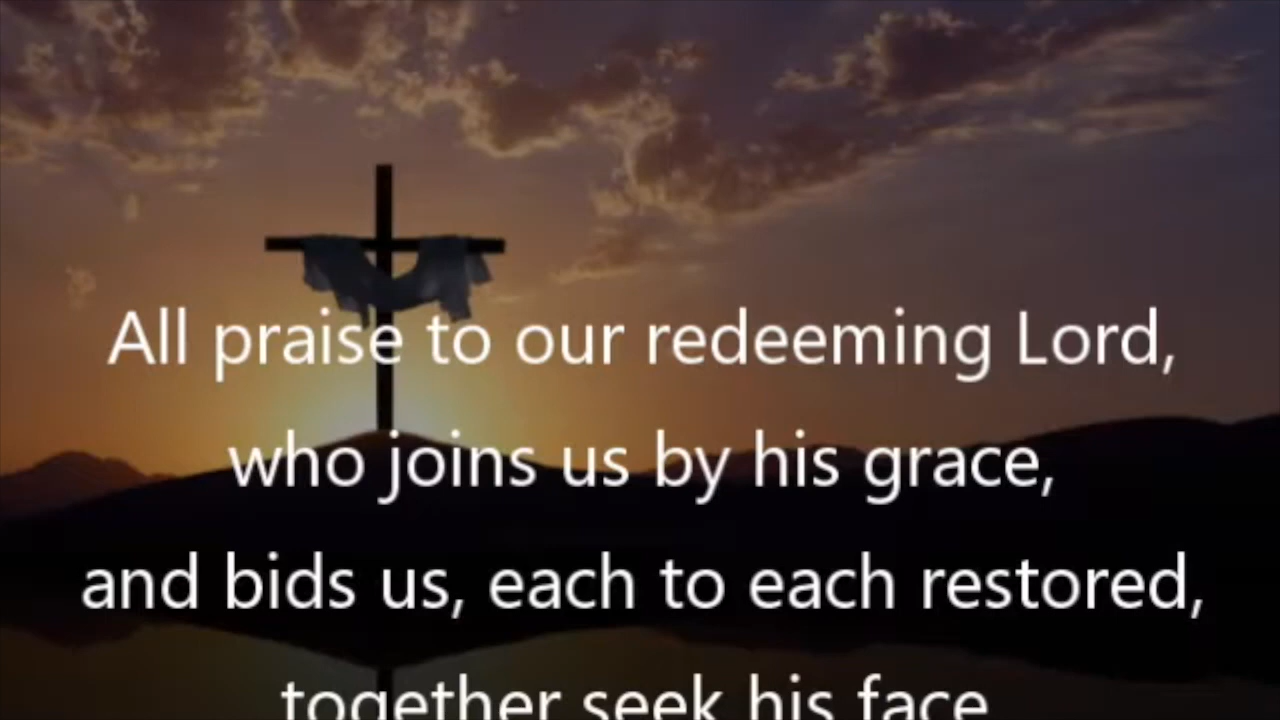 All praise to our redeeming Lord,
who joins us by his grace,
and bids us, each to each restored,
together seek his face